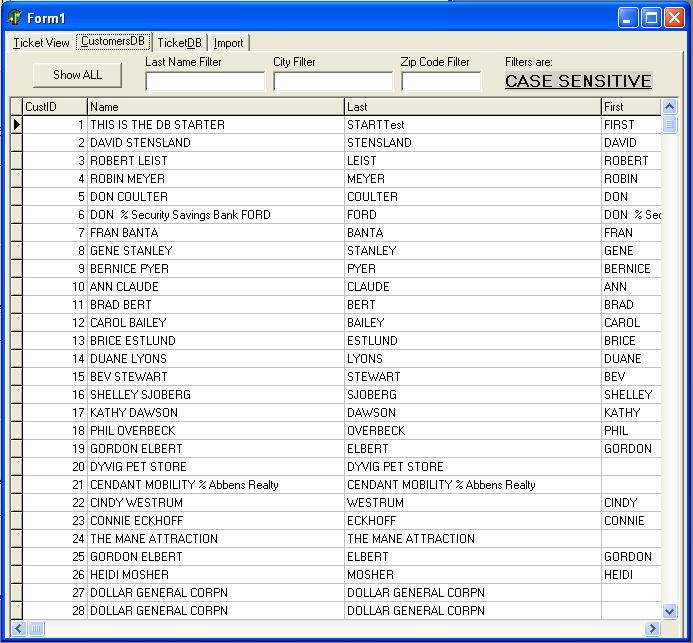 Form1
Ticket View CustomersDB TicketDB Import
Show ALL Last Name Filter City Filter Zip Code Filter Filters are:
CASE SENSITIVE
CustID Name Last First
1 THIS IS THE DB STARTER STARTTest FIRST
2 DAVID STENSLAND STENSLAND DAVID
3 ROBERT LEIST LEIST ROBERT
4 ROBIN MEYER MEYER ROBIN
5 DON COULTER COULTER DON
6 DON % Security Savings Bank FORD FORD DON % Sec
7 FRAN BANTA BANTA FRAN
8 GENE STANLEY STANLEY GENE
9 BERNICE PYER PYER BERNICE
10 ANN CLAUDE CLAUDE ANN
11 BRAD BERT BERT BRAD
12 CAROL BAILEY BAILEY CAROL
13 BRICE ESTLUND ESTLUND BRICE
14 DUANE LYONS LYONS DUANE
15 BEV STEWART STEWART BEV
16 SHELLEY SJOBERG SJOBERG SHELLEY
17 KATHY DAWSON DAWSON KATHY
18 PHIL OVERBECK OVERBECK PHIL
19 GORDON ELBERT ELBERT GORDON
20 DYVIG PET STORE DYVIG PET STORE
21 CENDANT MOBILITY % Abbens Realty CENDANT MOBILITY % Abbens Realty
22 CINDY WESTRUM WESTRUM CINDY
23 CONNIE ECKHOFF ECKHOFF CONNIE
24 THE MANE ATTRACTION THE MANE ATTRACTION
25 GORDON ELBERT ELBERT GORDON
26 HEIDI MOSHER MOSHER HEIDI
27 DOLLAR GENERAL CORPN DOLLAR GENERAL CORPN
28 DOLLAR GENERAL CORPN DOLLAR GENERAL CORPN